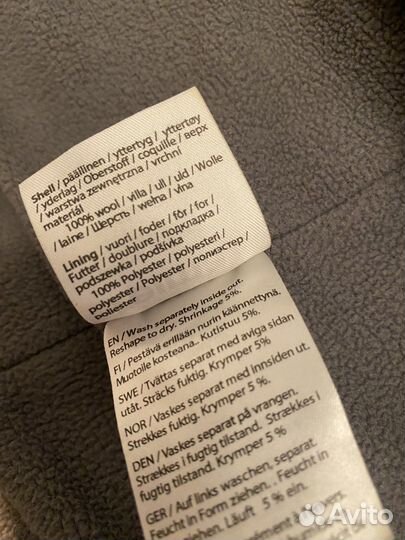 Shell / päällinen / yttertyg / yttertøy
/ yderlag / Oberstoff / coquille / верх
/ warstwa zewnętrzna / vrchní
materiál
100% wool / villa / ull / uld / Wolle
/ laine / Шерсть / wełna / vlna
Lining / vuori / foder / fôr / for /
Futter / doublure / подкладка /
podszewka / podšívka
100% Polyester / polyesteri /
polyester / Polyester / полиэстер /
poliester
EN / Wash separately inside out.
Reshape to dry. Shrinkage 5%.
FI / Pestävä erillään nurin käännettynä.
Muotoile kosteana.. Kutistuu 5%.
SWE / Tvättas separat med aviga sidan
utåt. Sträcks fuktig. Krymper 5%
NOR / Vaskes separat med innsiden ut.
Strekkes fuktig. Krymper 5 %
DEN / Vaskes separat på vrangen.
Strækkes i fugtig tilstand. Strækkes i
fugtig tilstand. Krymper 5 %
GER / Auf links waschen, separat.
Feucht in Form ziehen. . Feucht in
Form ziehen. Läuft 5 % ein.
Avito